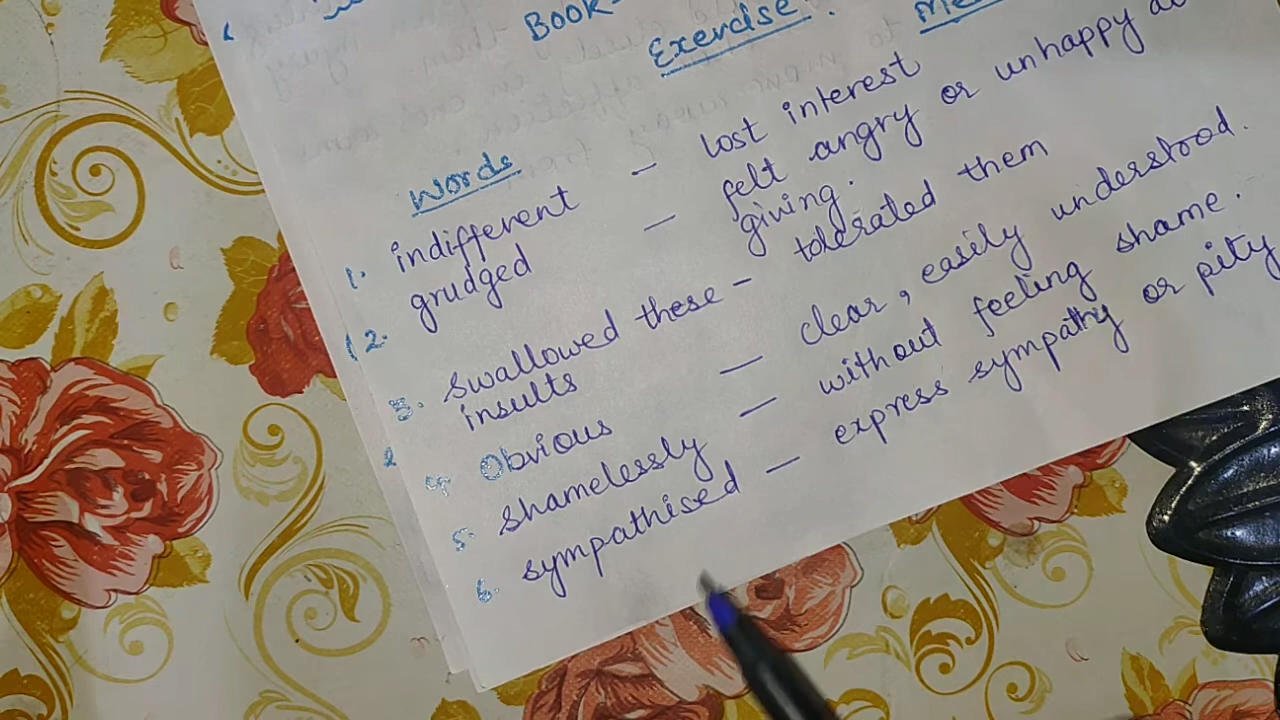 Book
Exercise.
Words
1. indifferent — lost interest
2. grudged — felt angry or unhappy
giving.
3. swallowed these – tolerated them
insults
4. Obvious — clear, easily understood.
5. shamelessly — without feeling shame.
6. sympathised — express sympathy or pity